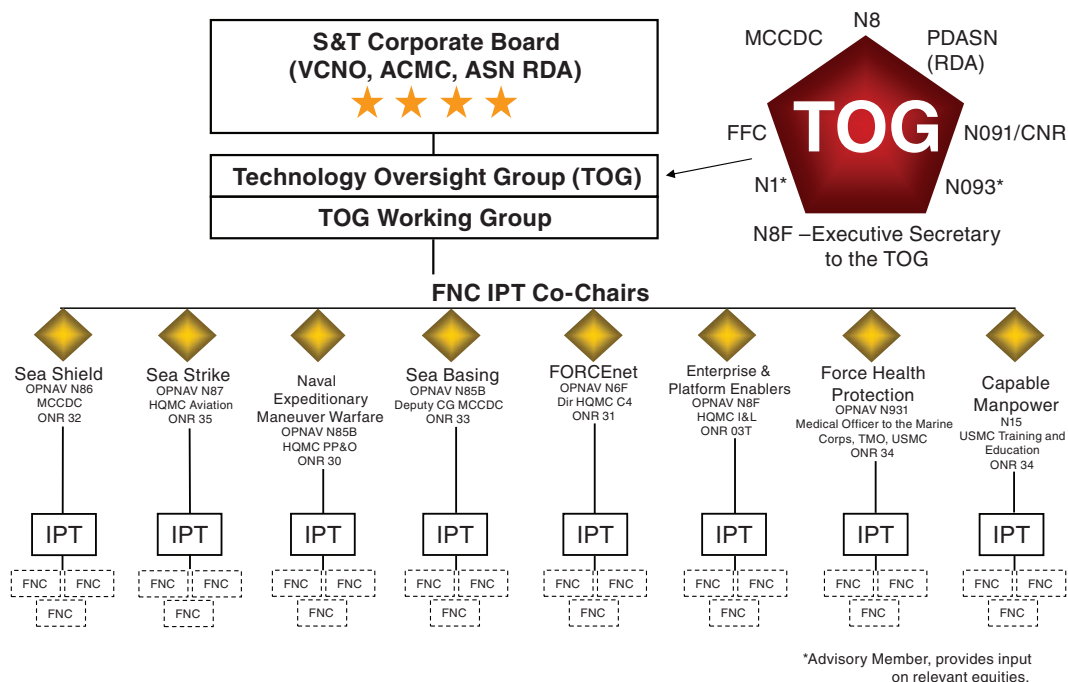 S&T Corporate Board
(VCNO, ACMC, ASN RDA)
Technology Oversight Group (TOG)
TOG Working Group
N8
MCCDC
PDASN
(RDA)
TOG
FFC
N091/CNR
N1*
N093*
N8F –Executive Secretary
to the TOG
FNC IPT Co-Chairs
Sea Shield
OPNAV N86
MCCDC
ONR 32
Sea Strike
OPNAV N87
HQMC Aviation
ONR 35
Naval
Expeditionary
Maneuver Warfare
OPNAV N85B
HQMC PP&O
ONR 30
Sea Basing
OPNAV N85B
Deputy CG MCCDC
ONR 33
FORCEnet
OPNAV N6F
Dir HQMC C4
ONR 31
Enterprise &
Platform Enablers
OPNAV N8F
HQMC I&L
ONR 03T
Force Health
Protection
OPNAV N931
Medical Officer to the Marine
Corps, TMO, USMC
ONR 34
Capable
Manpower
N15
USMC Training and
Education
ONR 34
IPT
IPT
IPT
IPT
IPT
IPT
IPT
IPT
FNC FNC
FNC
FNC FNC
FNC
FNC FNC
FNC
FNC FNC
FNC
FNC FNC
FNC
FNC FNC
FNC
FNC FNC
FNC
FNC FNC
FNC
*Advisory Member, provides input
on relevant equities.